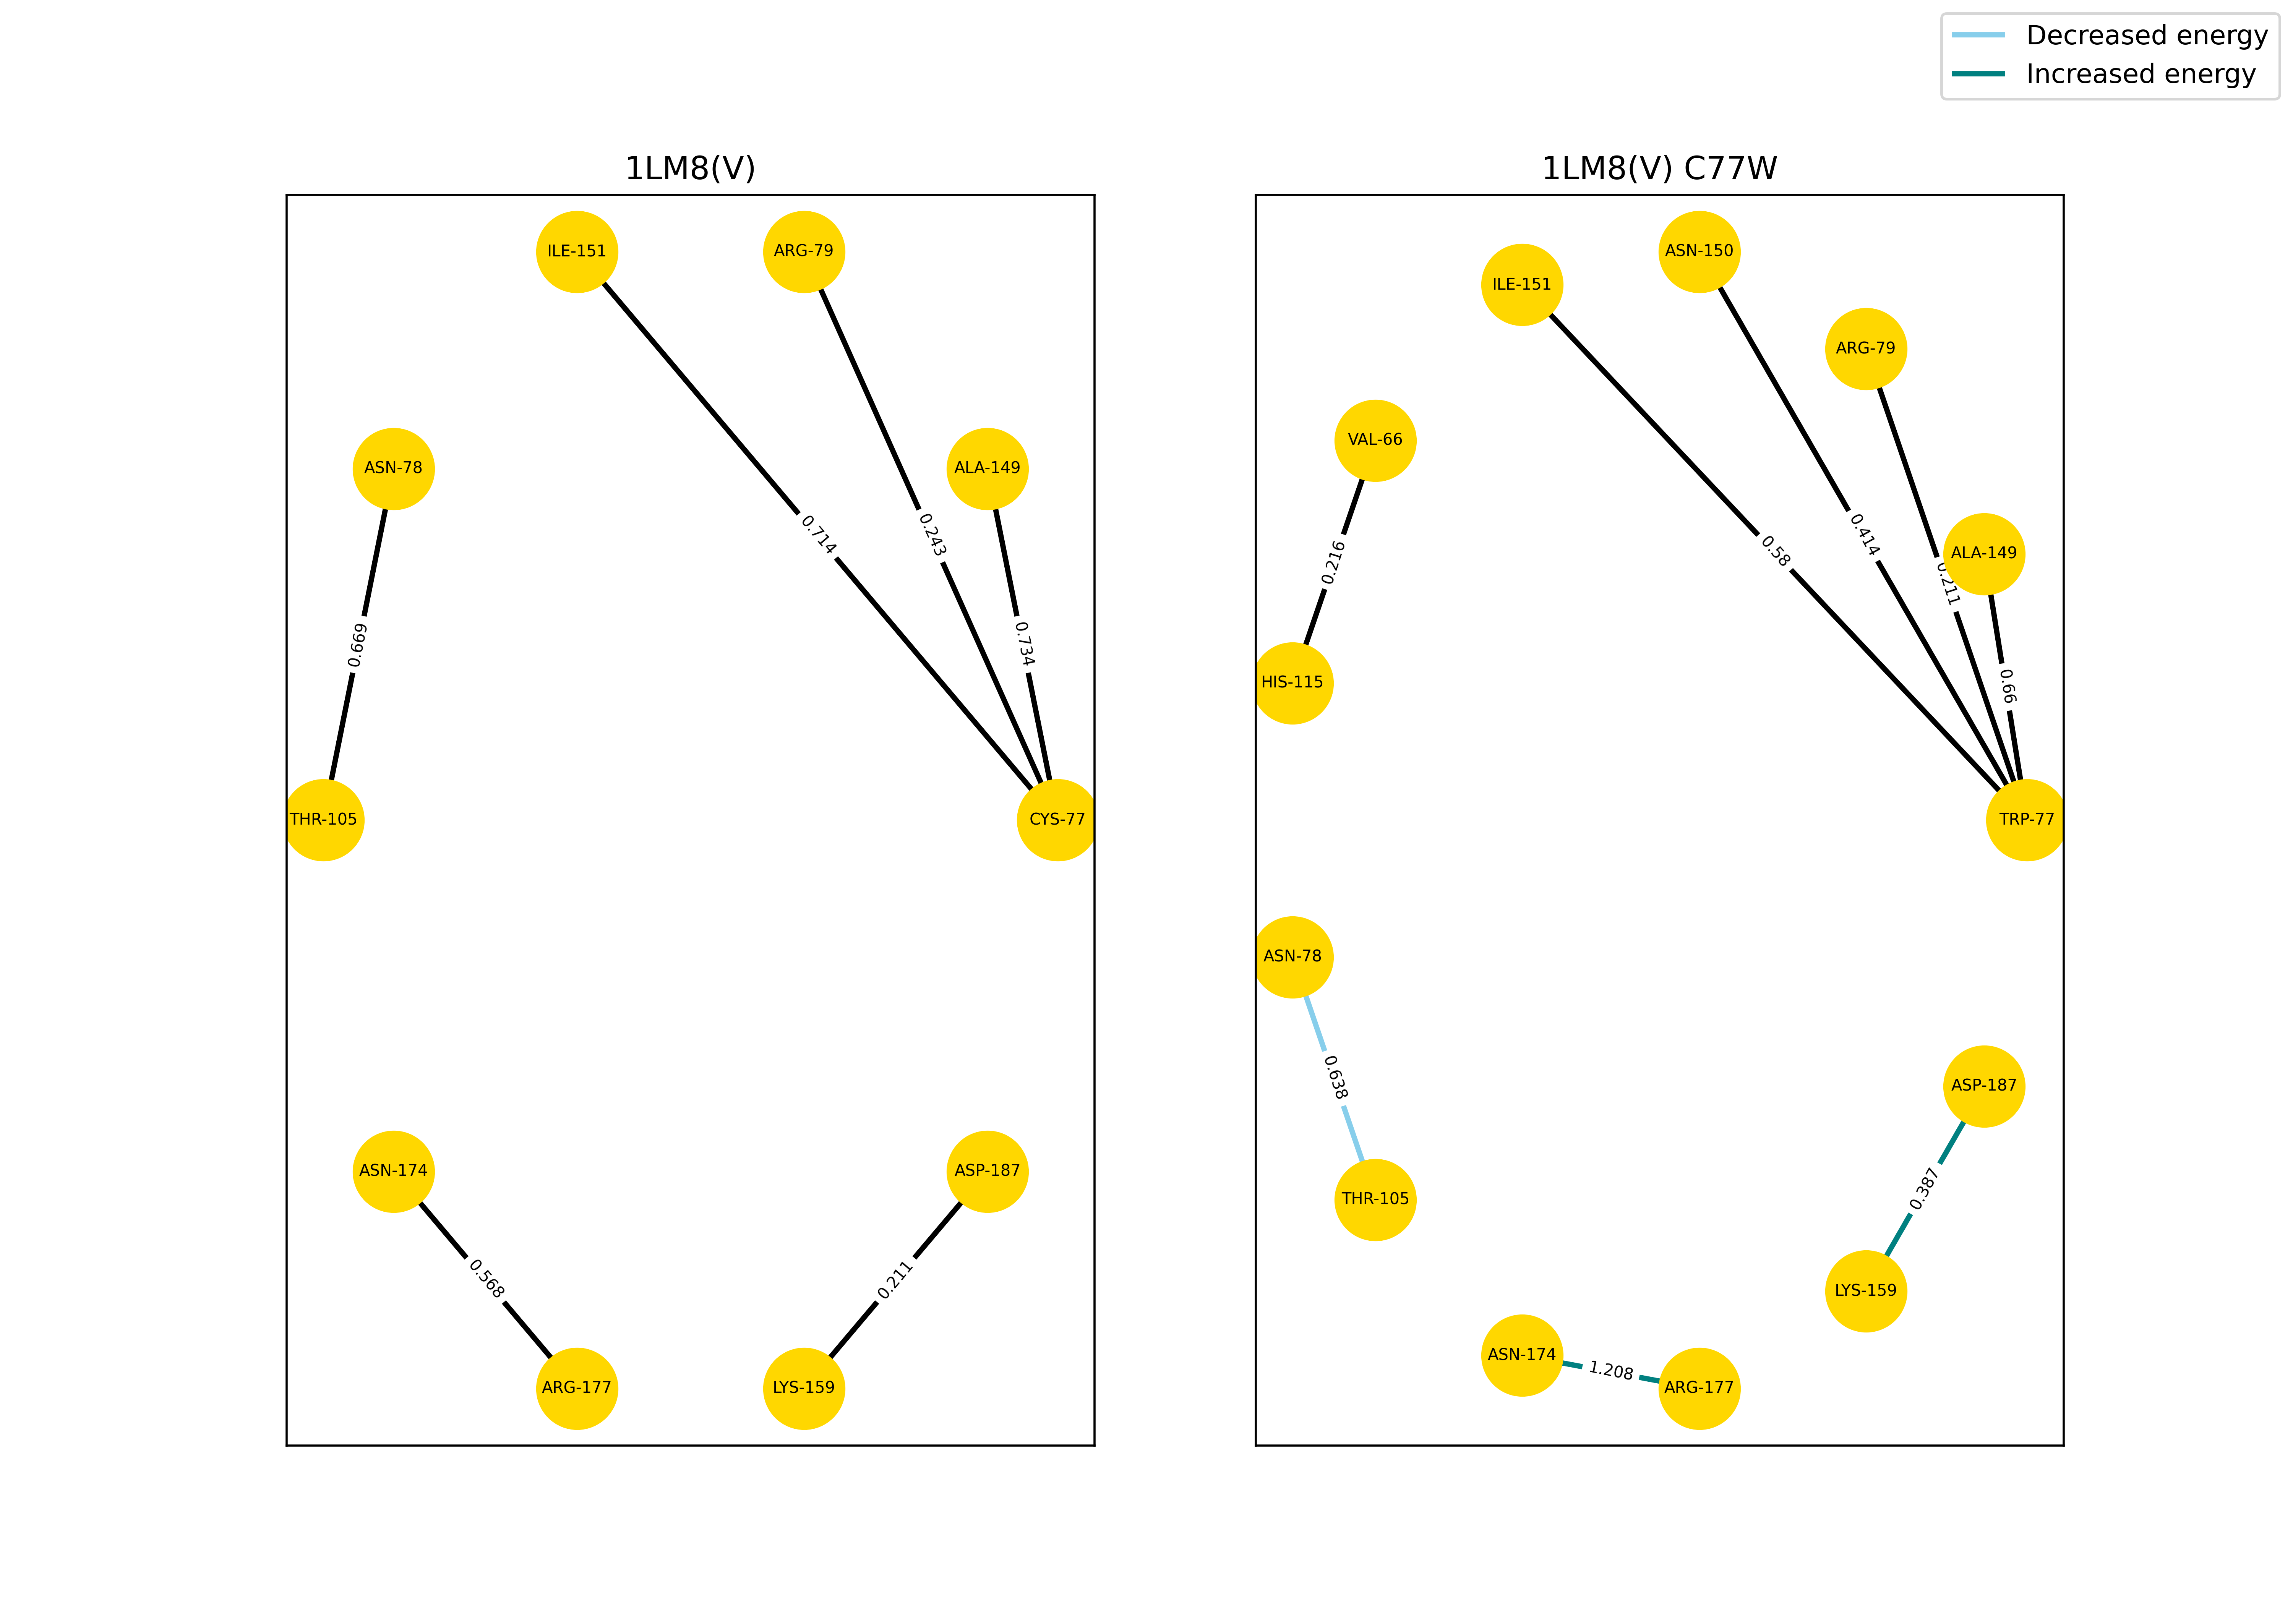 Decreased energy
Increased energy
1LM8(V)
ILE-151
ARG-79
ASN-78
ALA-149
0.714
0.243
0.669
0.734
THR-105
CYS-77
ASN-174
ASP-187
0.568
0.211
ARG-177
LYS-159
1LM8(V) C77W
ASN-150
ILE-151
ARG-79
VAL-66
0.414
0.58
ALA-149
0.216
0.211
HIS-115
0.66
TRP-77
ASN-78
0.638
ASP-187
0.387
THR-105
LYS-159
ASN-174
1.208
ARG-177